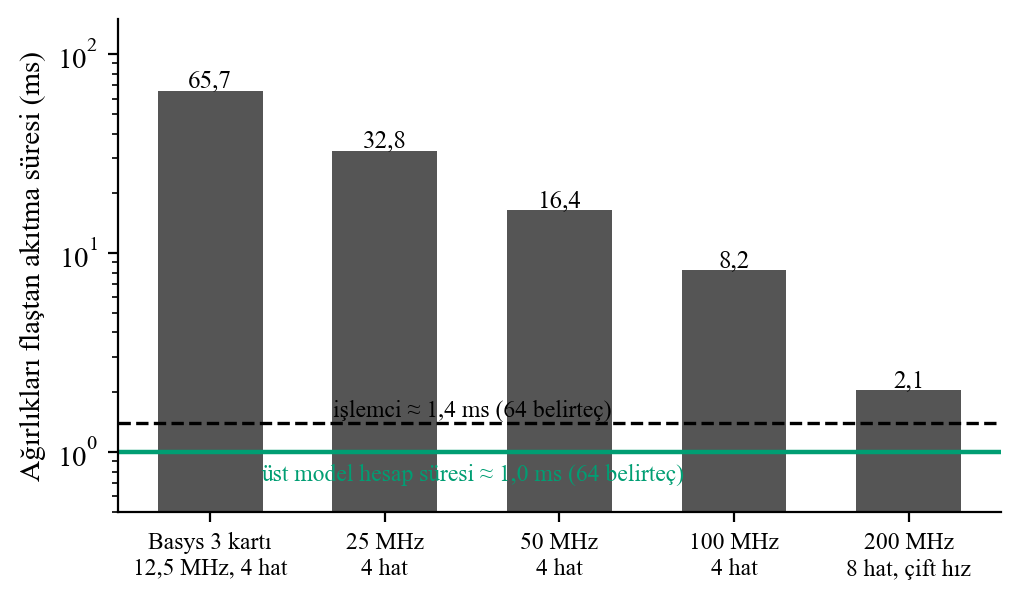 Ağırlıkları flaştan akıtma süresi (ms)
10²
10¹
10⁰
65,7
32,8
16,4
8,2
2,1
işlemci ≈ 1,4 ms (64 belirteç)
üst model hesap süresi ≈ 1,0 ms (64 belirteç)
Basys 3 kartı
12,5 MHz, 4 hat
25 MHz
4 hat
50 MHz
4 hat
100 MHz
4 hat
200 MHz
8 hat, çift hız